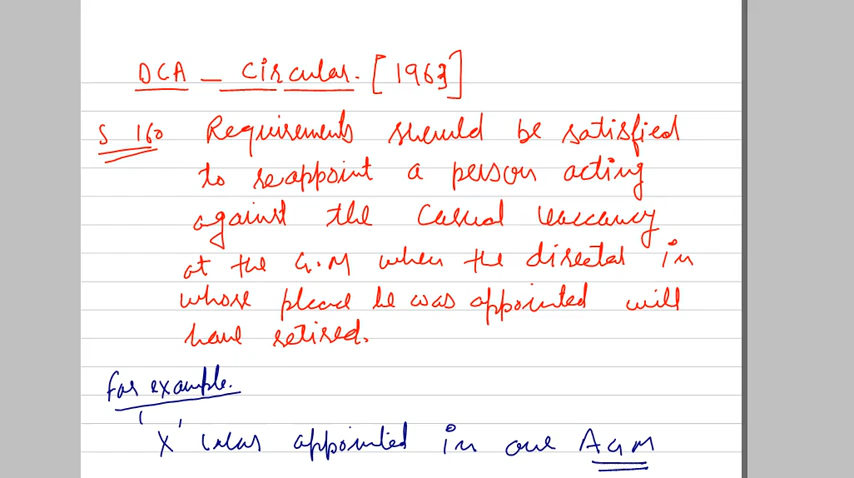 DCA - Circular. [1963]
S 160 Requirements should be satisfied
to reappoint a person acting
against the Casual vaccancy
at the G.M when the director in
whose place he was appointed will
have retired.
for example.
'X' was appointed in one AGM